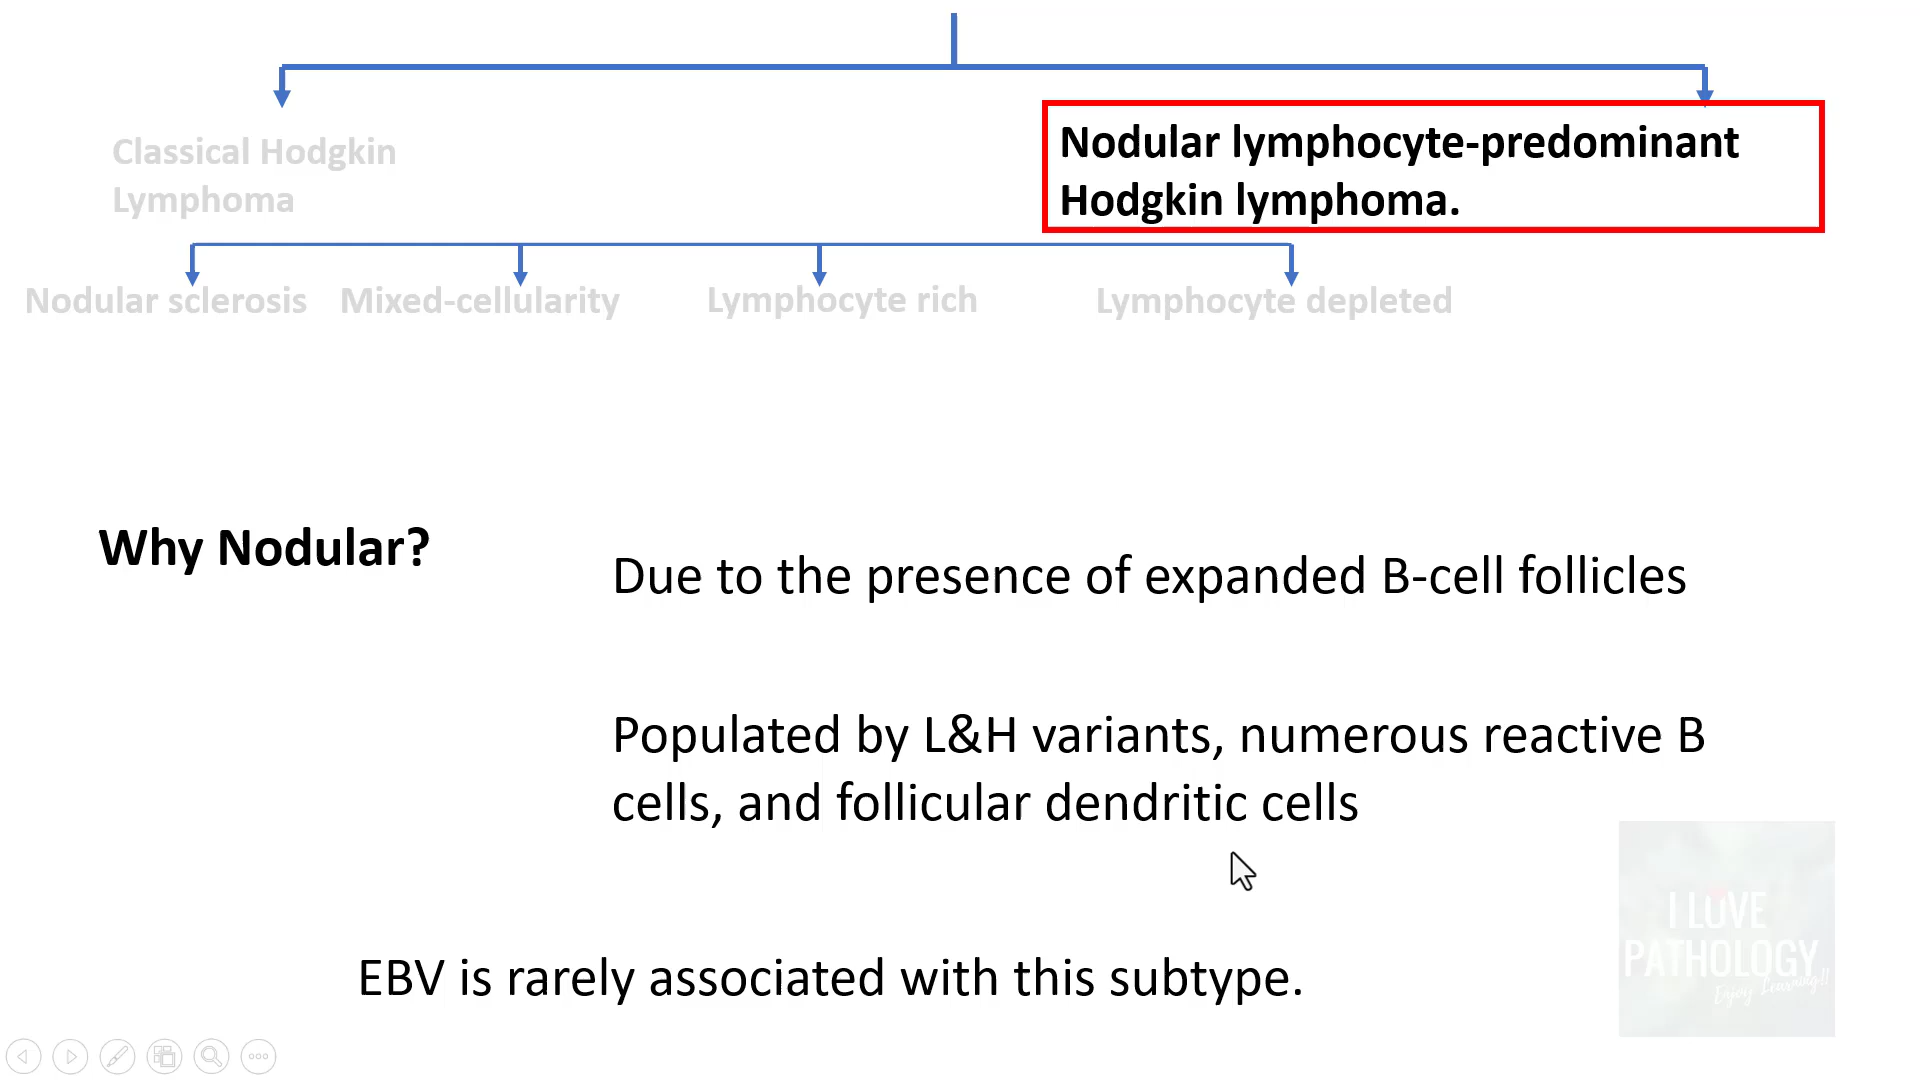 Classical Hodgkin
Lymphoma
Nodular lymphocyte-predominant
Hodgkin lymphoma.
Nodular sclerosis
Mixed-cellularity
Lymphocyte rich
Lymphocyte depleted
Why Nodular?
Due to the presence of expanded B-cell follicles
Populated by L&H variants, numerous reactive B
cells, and follicular dendritic cells
EBV is rarely associated with this subtype.
I LOVE
PATHOLOGY
Enjoy Learning!!